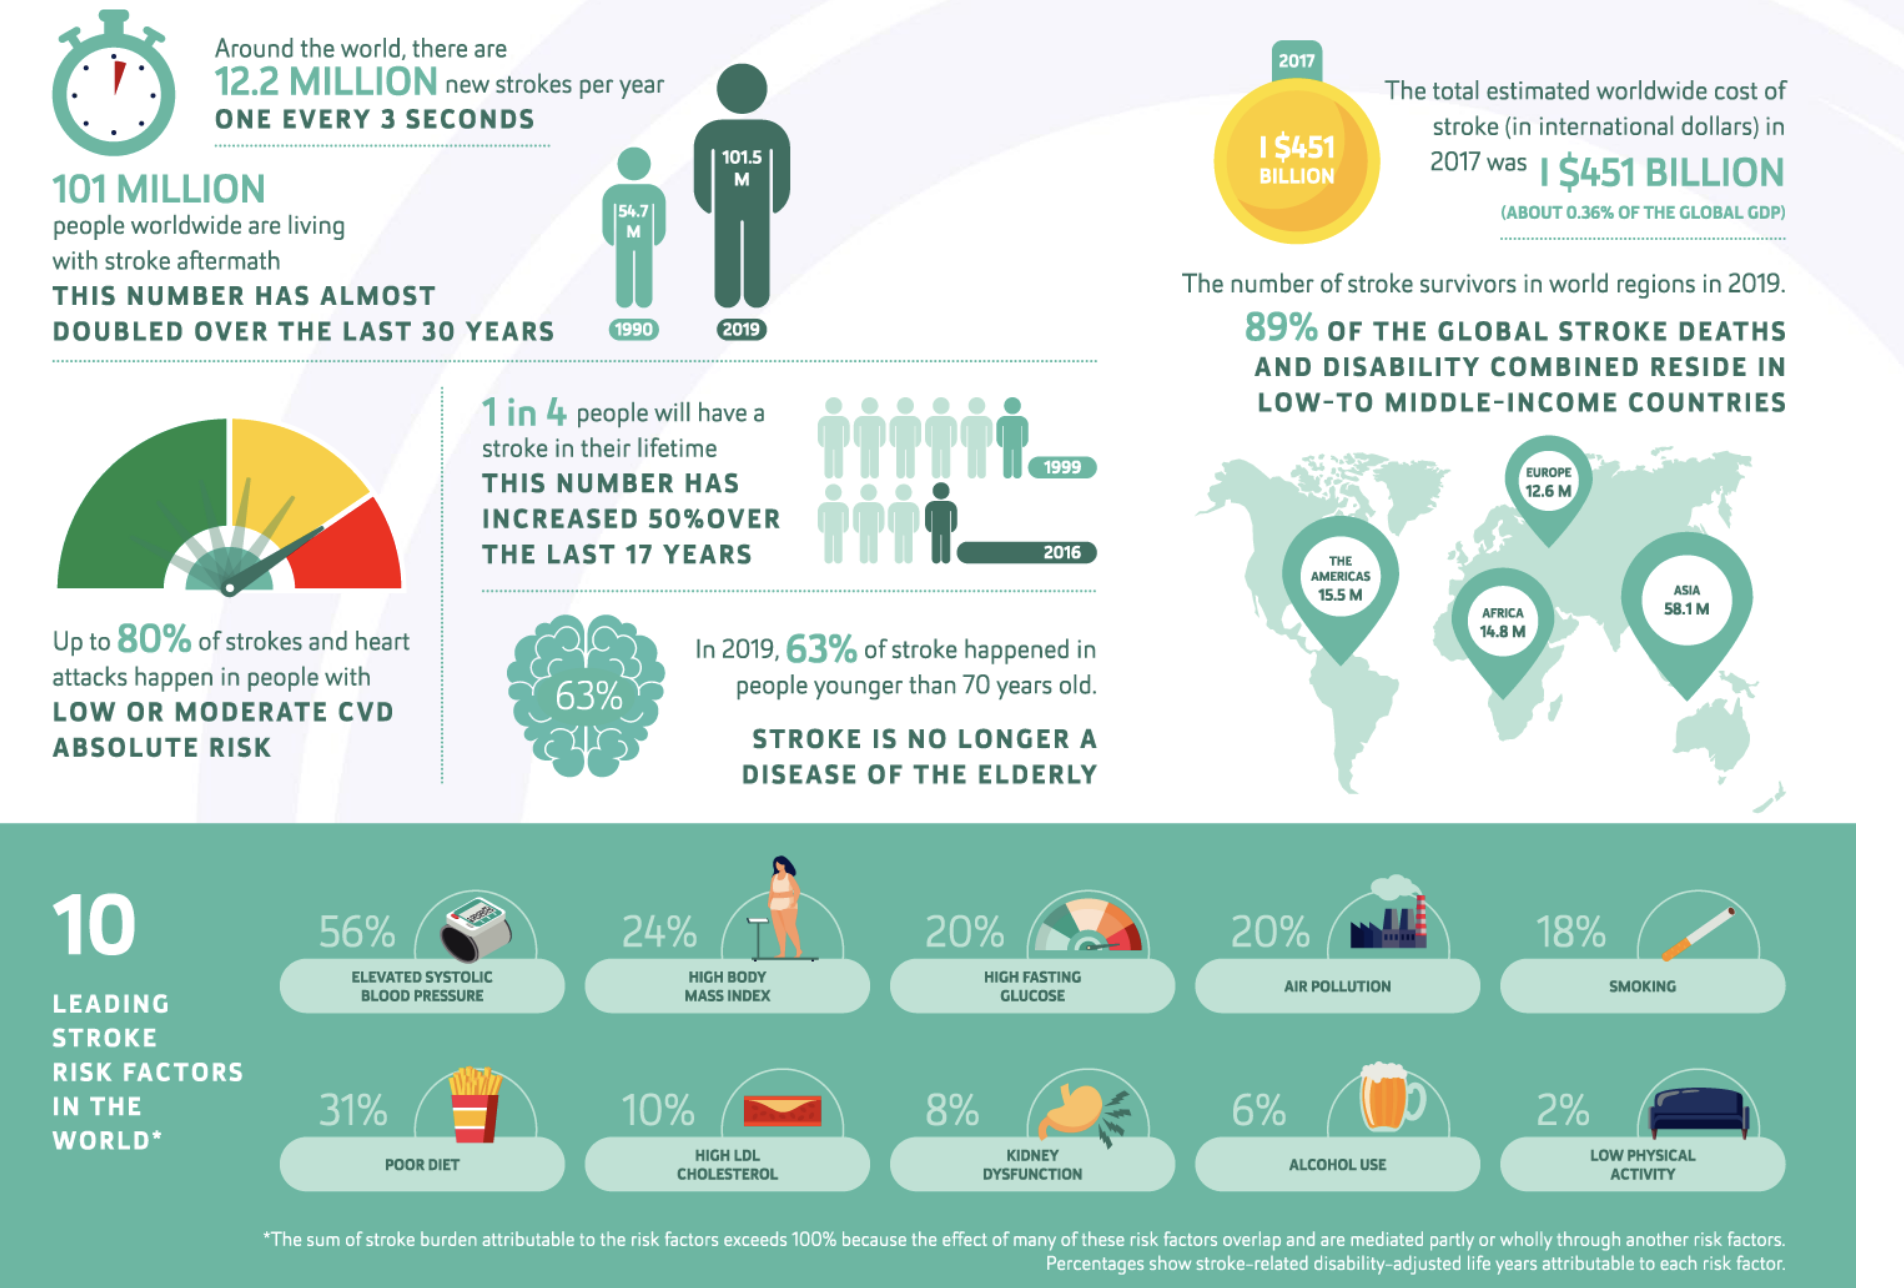 Around the world, there are
12.2 MILLION new strokes per year
ONE EVERY 3 SECONDS
101 MILLION
people worldwide are living
with stroke aftermath
THIS NUMBER HAS ALMOST
DOUBLED OVER THE LAST 30 YEARS
54.7
M
1990
101.5
M
2019
2017
I $451
BILLION
The total estimated worldwide cost of
stroke (in international dollars) in
2017 was I $451 BILLION
(ABOUT 0.36% OF THE GLOBAL GDP)
The number of stroke survivors in world regions in 2019.
89% OF THE GLOBAL STROKE DEATHS
AND DISABILITY COMBINED RESIDE IN
LOW-TO MIDDLE-INCOME COUNTRIES
Up to 80% of strokes and heart
attacks happen in people with
LOW OR MODERATE CVD
ABSOLUTE RISK
1 in 4 people will have a
stroke in their lifetime
THIS NUMBER HAS
INCREASED 50%OVER
THE LAST 17 YEARS
1999
2016
63%
In 2019, 63% of stroke happened in
people younger than 70 years old.
STROKE IS NO LONGER A
DISEASE OF THE ELDERLY
EUROPE
12.6 M
THE
AMERICAS
15.5 M
AFRICA
14.8 M
ASIA
58.1 M
10
LEADING
STROKE
RISK FACTORS
IN THE
WORLD*
56%
ELEVATED SYSTOLIC
BLOOD PRESSURE
24%
HIGH BODY
MASS INDEX
20%
HIGH FASTING
GLUCOSE
20%
AIR POLLUTION
18%
SMOKING
31%
POOR DIET
10%
HIGH LDL
CHOLESTEROL
8%
KIDNEY
DYSFUNCTION
6%
ALCOHOL USE
2%
LOW PHYSICAL
ACTIVITY
*The sum of stroke burden attributable to the risk factors exceeds 100% because the effect of many of these risk factors overlap and are mediated partly or wholly through another risk factors.
Percentages show stroke-related disability-adjusted life years attributable to each risk factor.